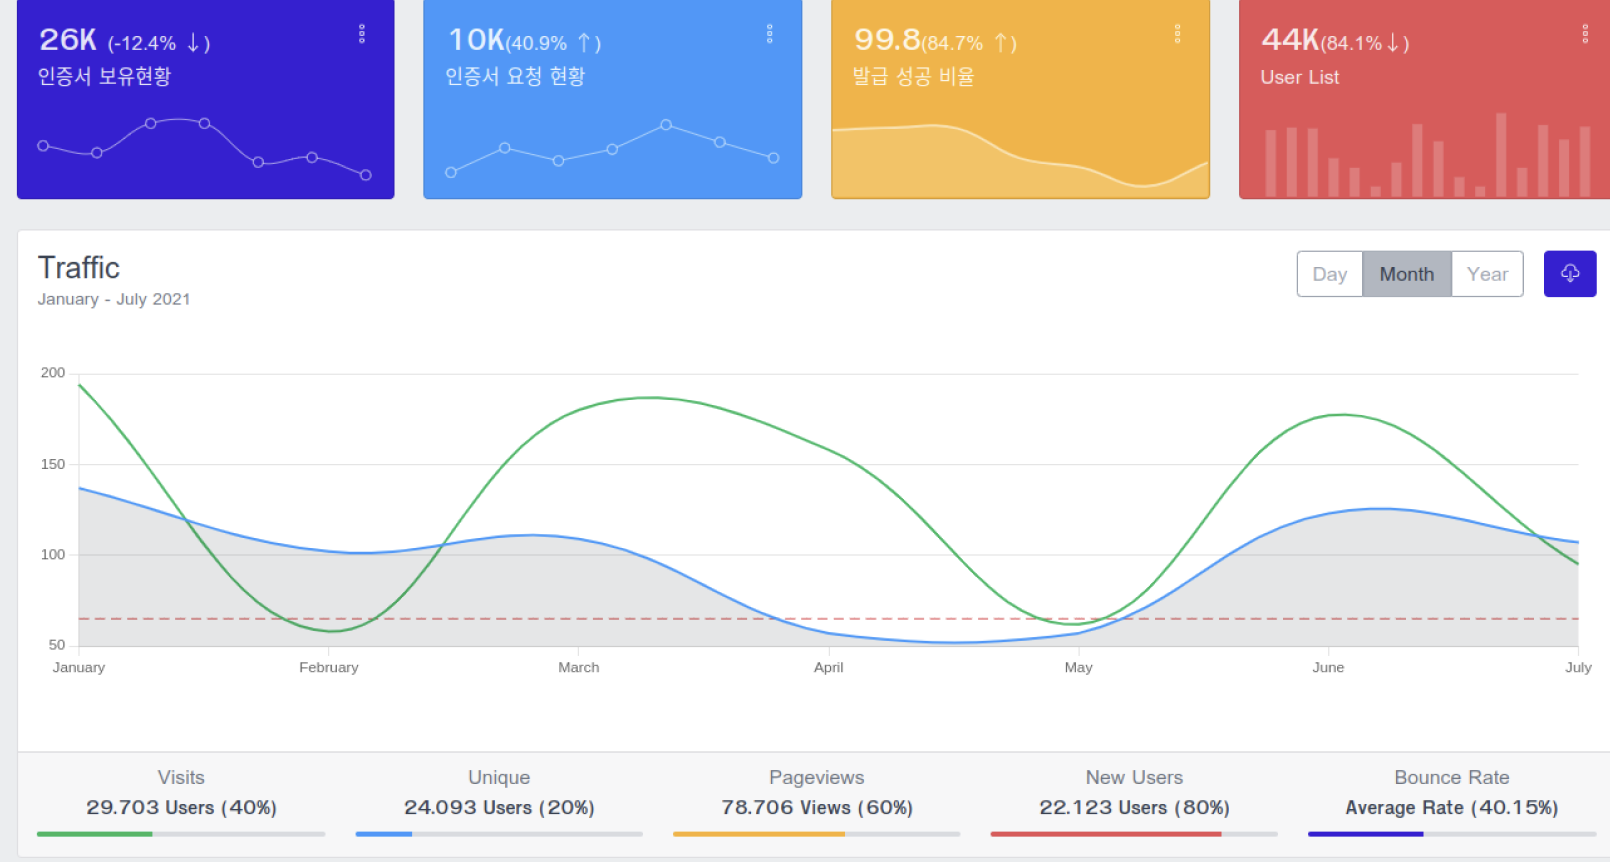 26K (-12.4% ↓)
인증서 보유현황
10K(40.9% ↑)
인증서 요청 현황
99.8(84.7% ↑)
발급 성공 비율
44K(84.1%↓)
User List
Traffic
January - July 2021
Day Month Year
200
150
100
50
January February March April May June July
Visits
29.703 Users (40%)
Unique
24.093 Users (20%)
Pageviews
78.706 Views (60%)
New Users
22.123 Users (80%)
Bounce Rate
Average Rate (40.15%)